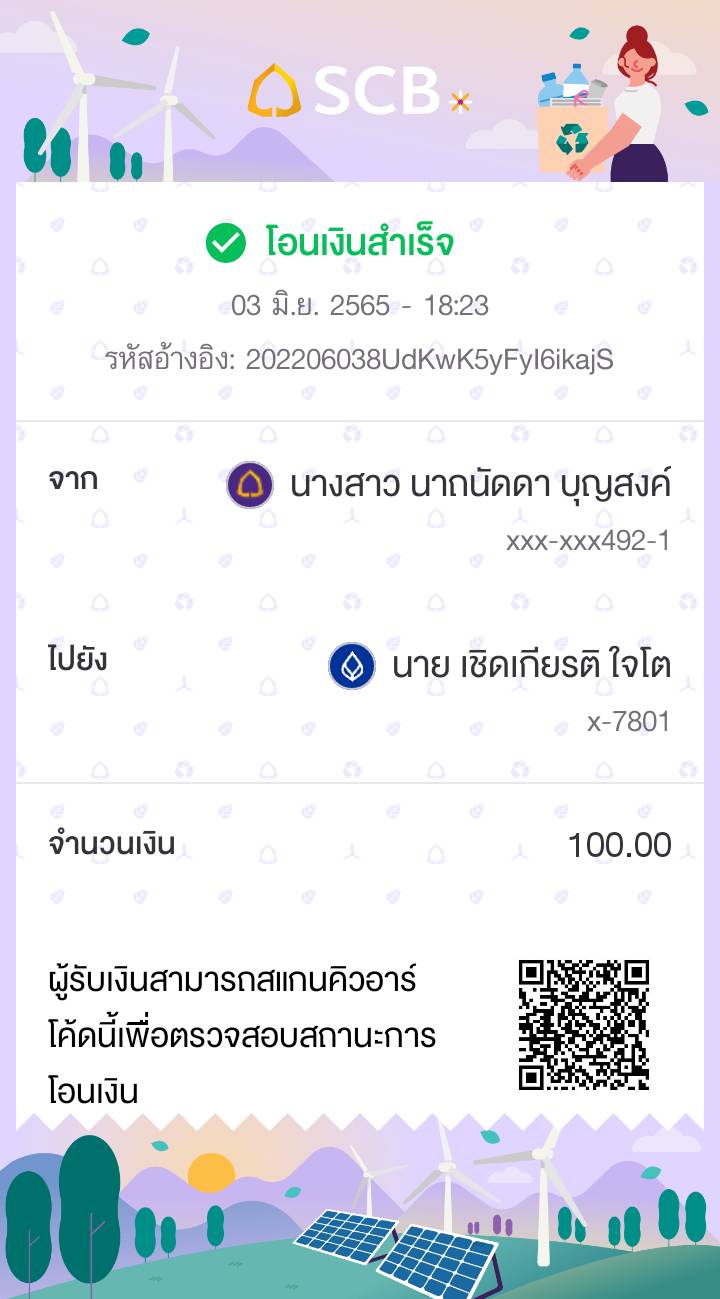 SCB
โอนเงินสำเร็จ
03 มิ.ย. 2565 - 18:23
รหัสอ้างอิง: 202206038UdKwK5yFyI6ikajS
จาก
นางสาว นาถนัดดา บุญสงค์
xxx-xxx492-1
ไปยัง
นาย เชิดเกียรติ ใจโต
x-7801
จำนวนเงิน
100.00
ผู้รับเงินสามารถสแกนคิวอาร์
โค้ดนี้เพื่อตรวจสอบสถานะการ
โอนเงิน